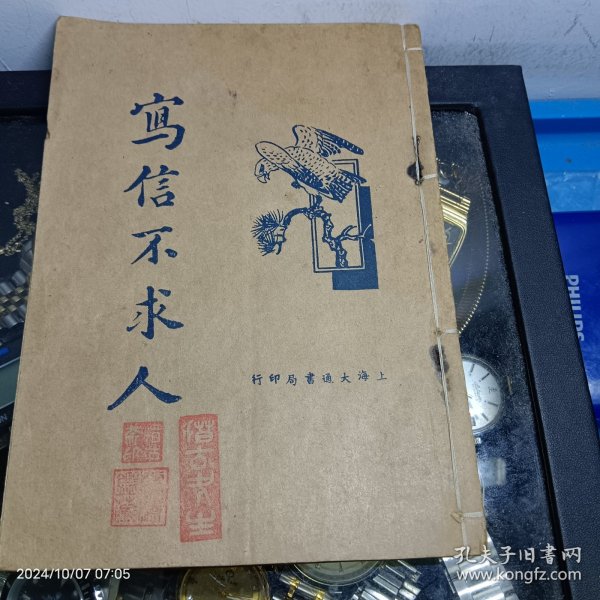 寫信不求人
上海大通書局印行
PHILIPS
2024/10/07 07:05
孔夫子旧书网
www.kongfz.com